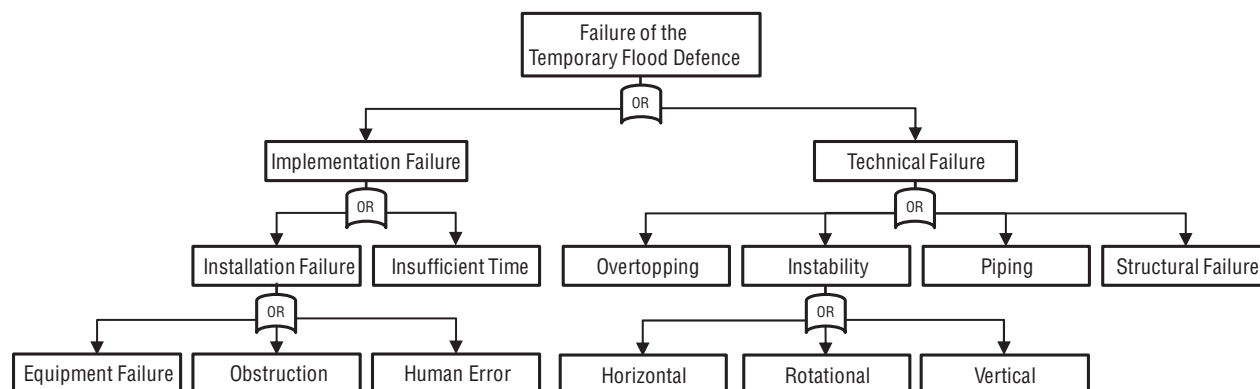 Failure of the
Temporary Flood Defence
OR
Implementation Failure
Technical Failure
OR
OR
Installation Failure
Insufficient Time
Overtopping
Instability
Piping
Structural Failure
OR
OR
Equipment Failure
Obstruction
Human Error
Horizontal
Rotational
Vertical